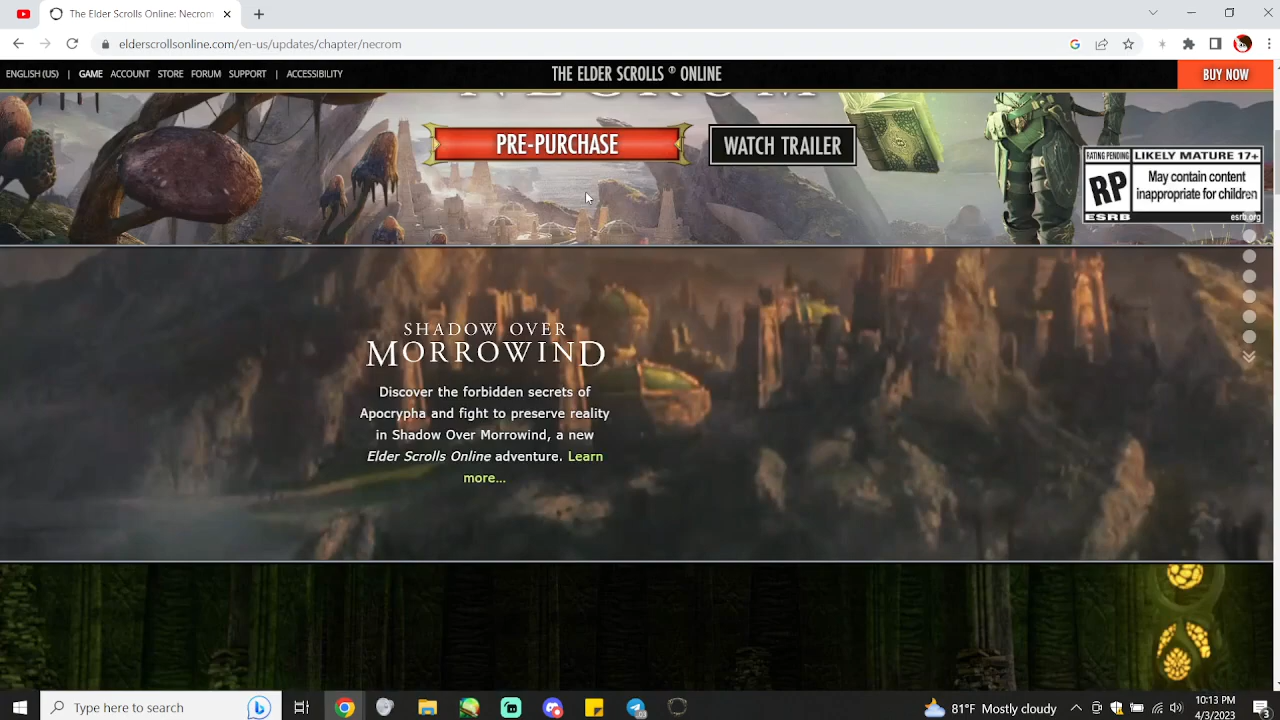 The Elder Scrolls Online: Necrom
elderscrollsonline.com/en-us/updates/chapter/necrom
ENGLISH (US) | GAME ACCOUNT STORE FORUM SUPPORT | ACCESSIBILITY
THE ELDER SCROLLS ® ONLINE
BUY NOW
NECROM
PRE-PURCHASE
WATCH TRAILER
RATING PENDING
LIKELY MATURE 17+
RP
May contain content
inappropriate for children
ESRB
esrb.org
SHADOW OVER
MORROWIND
Discover the forbidden secrets of
Apocrypha and fight to preserve reality
in Shadow Over Morrowind, a new
Elder Scrolls Online adventure. Learn
more...
Type here to search
03
81°F Mostly cloudy
10:13 PM
4/3/2023
3